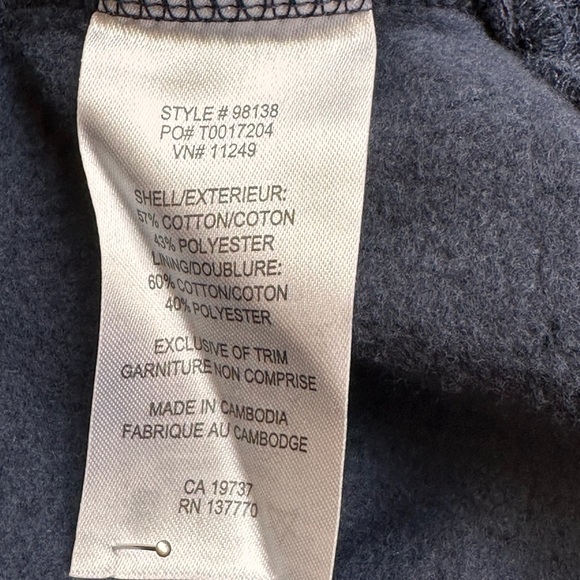 STYLE # 98138
PO# T0017204
VN# 11249
SHELL/EXTERIEUR:
57% COTTON/COTON
43% POLYESTER
LINING/DOUBLURE:
60% COTTON/COTON
40% POLYESTER
EXCLUSIVE OF TRIM
GARNITURE NON COMPRISE
MADE IN CAMBODIA
FABRIQUE AU CAMBODGE
CA 19737
RN 137770